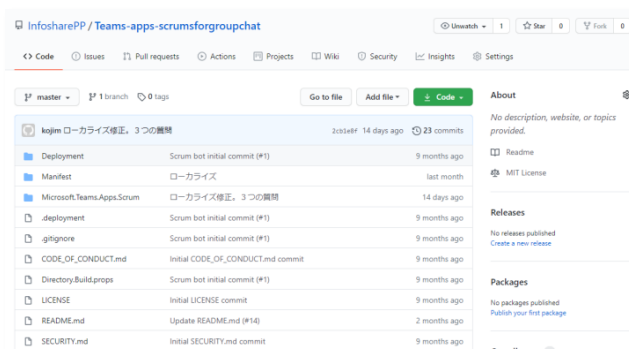 InfosharePP / Teams-apps-scrumsforgroupchat
Unwatch 1 Star 0 Fork 0
Code Issues Pull requests Actions Projects Wiki Security Insights Settings
master 1 branch 0 tags Go to file Add file Code
kojim ローカライズ修正。3つの質問 2cb1e8f 14 days ago 23 commits
Deployment Scrum bot initial commit (#1) 9 months ago
Manifest ローカライズ last month
Microsoft.Teams.Apps.Scrum ローカライズ修正。3つの質問 14 days ago
.deployment Scrum bot initial commit (#1) 9 months ago
.gitignore Scrum bot initial commit (#1) 9 months ago
CODE_OF_CONDUCT.md Initial CODE_OF_CONDUCT.md commit 9 months ago
Directory.Build.props Scrum bot initial commit (#1) 9 months ago
LICENSE Initial LICENSE commit 9 months ago
README.md Update README.md (#14) 2 months ago
SECURITY.md Initial SECURITY.md commit 9 months ago
About
No description, website, or topics
provided.
Readme
MIT License
Releases
No releases published
Create a new release
Packages
No packages published
Publish your first package